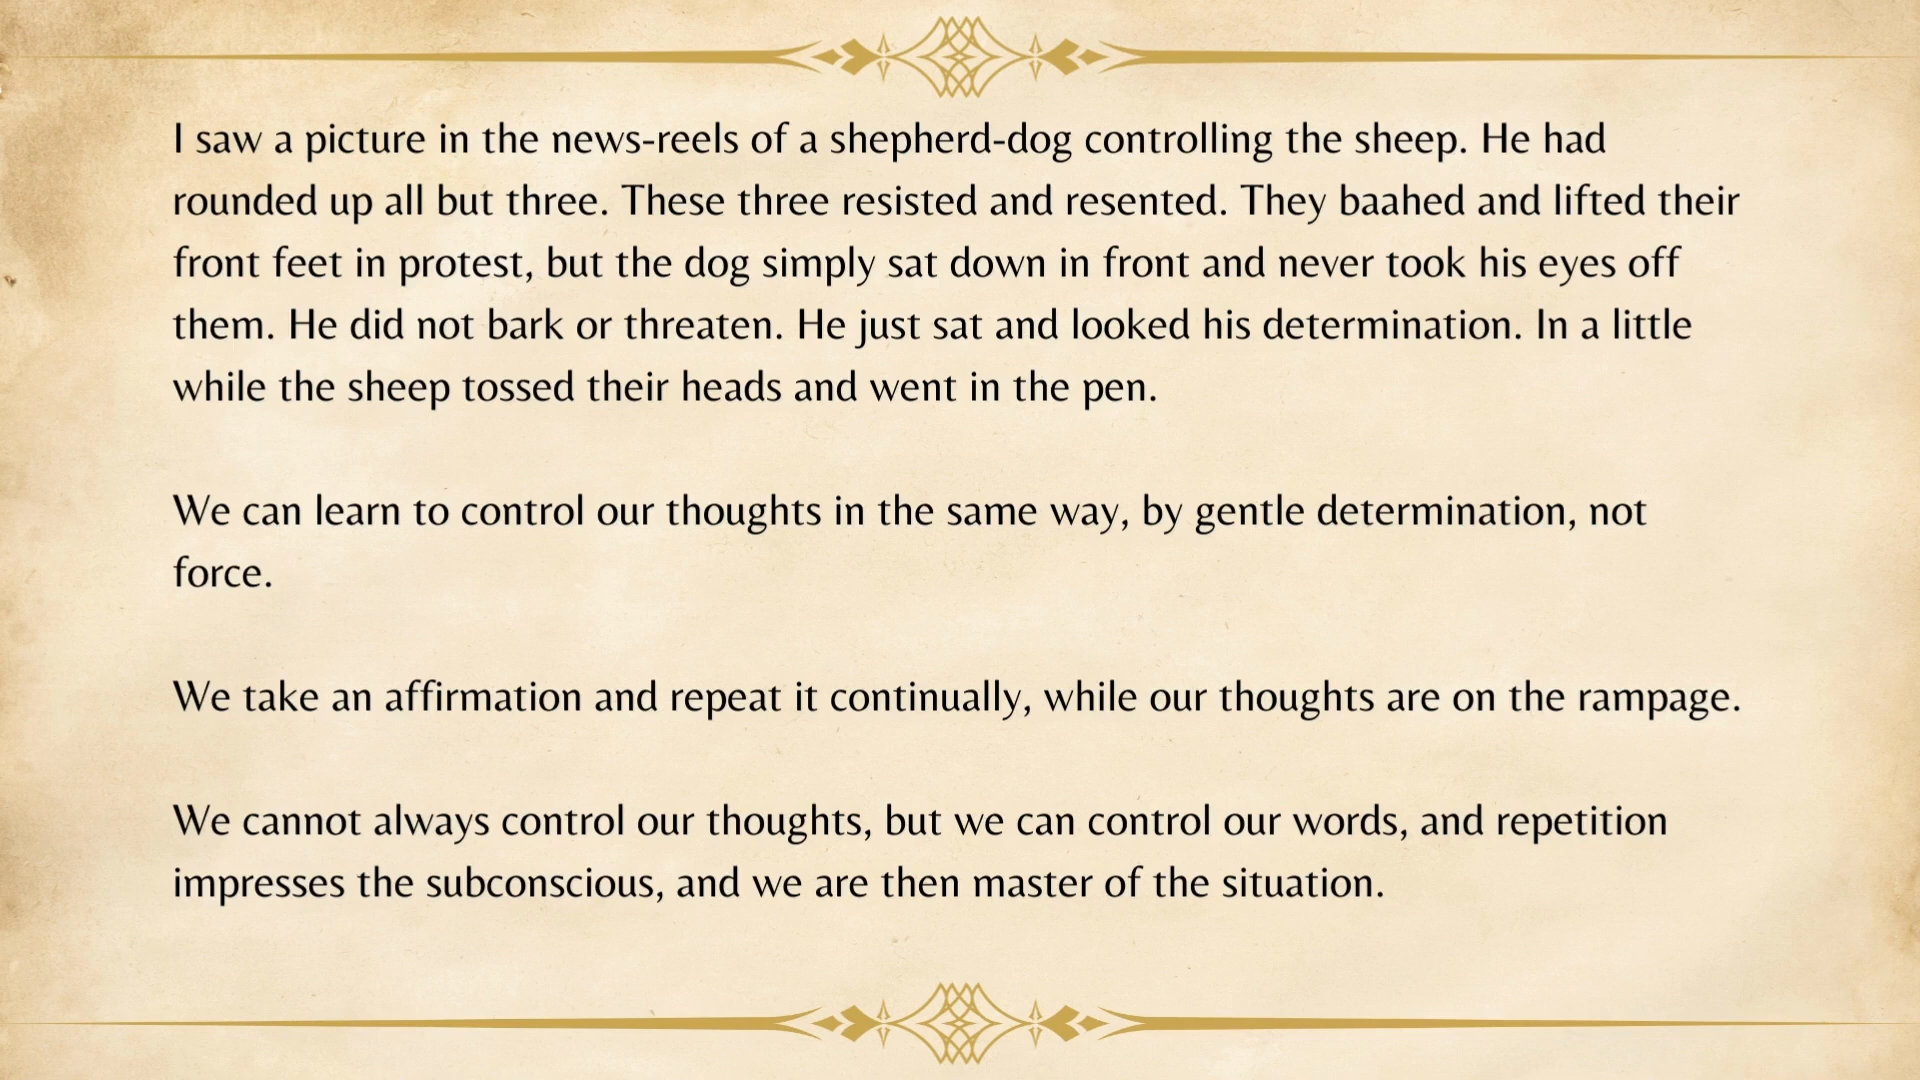 I saw a picture in the news-reels of a shepherd-dog controlling the sheep. He had
rounded up all but three. These three resisted and resented. They baahed and lifted their
front feet in protest, but the dog simply sat down in front and never took his eyes off
them. He did not bark or threaten. He just sat and looked his determination. In a little
while the sheep tossed their heads and went in the pen.
We can learn to control our thoughts in the same way, by gentle determination, not
force.
We take an affirmation and repeat it continually, while our thoughts are on the rampage.
We cannot always control our thoughts, but we can control our words, and repetition
impresses the subconscious, and we are then master of the situation.